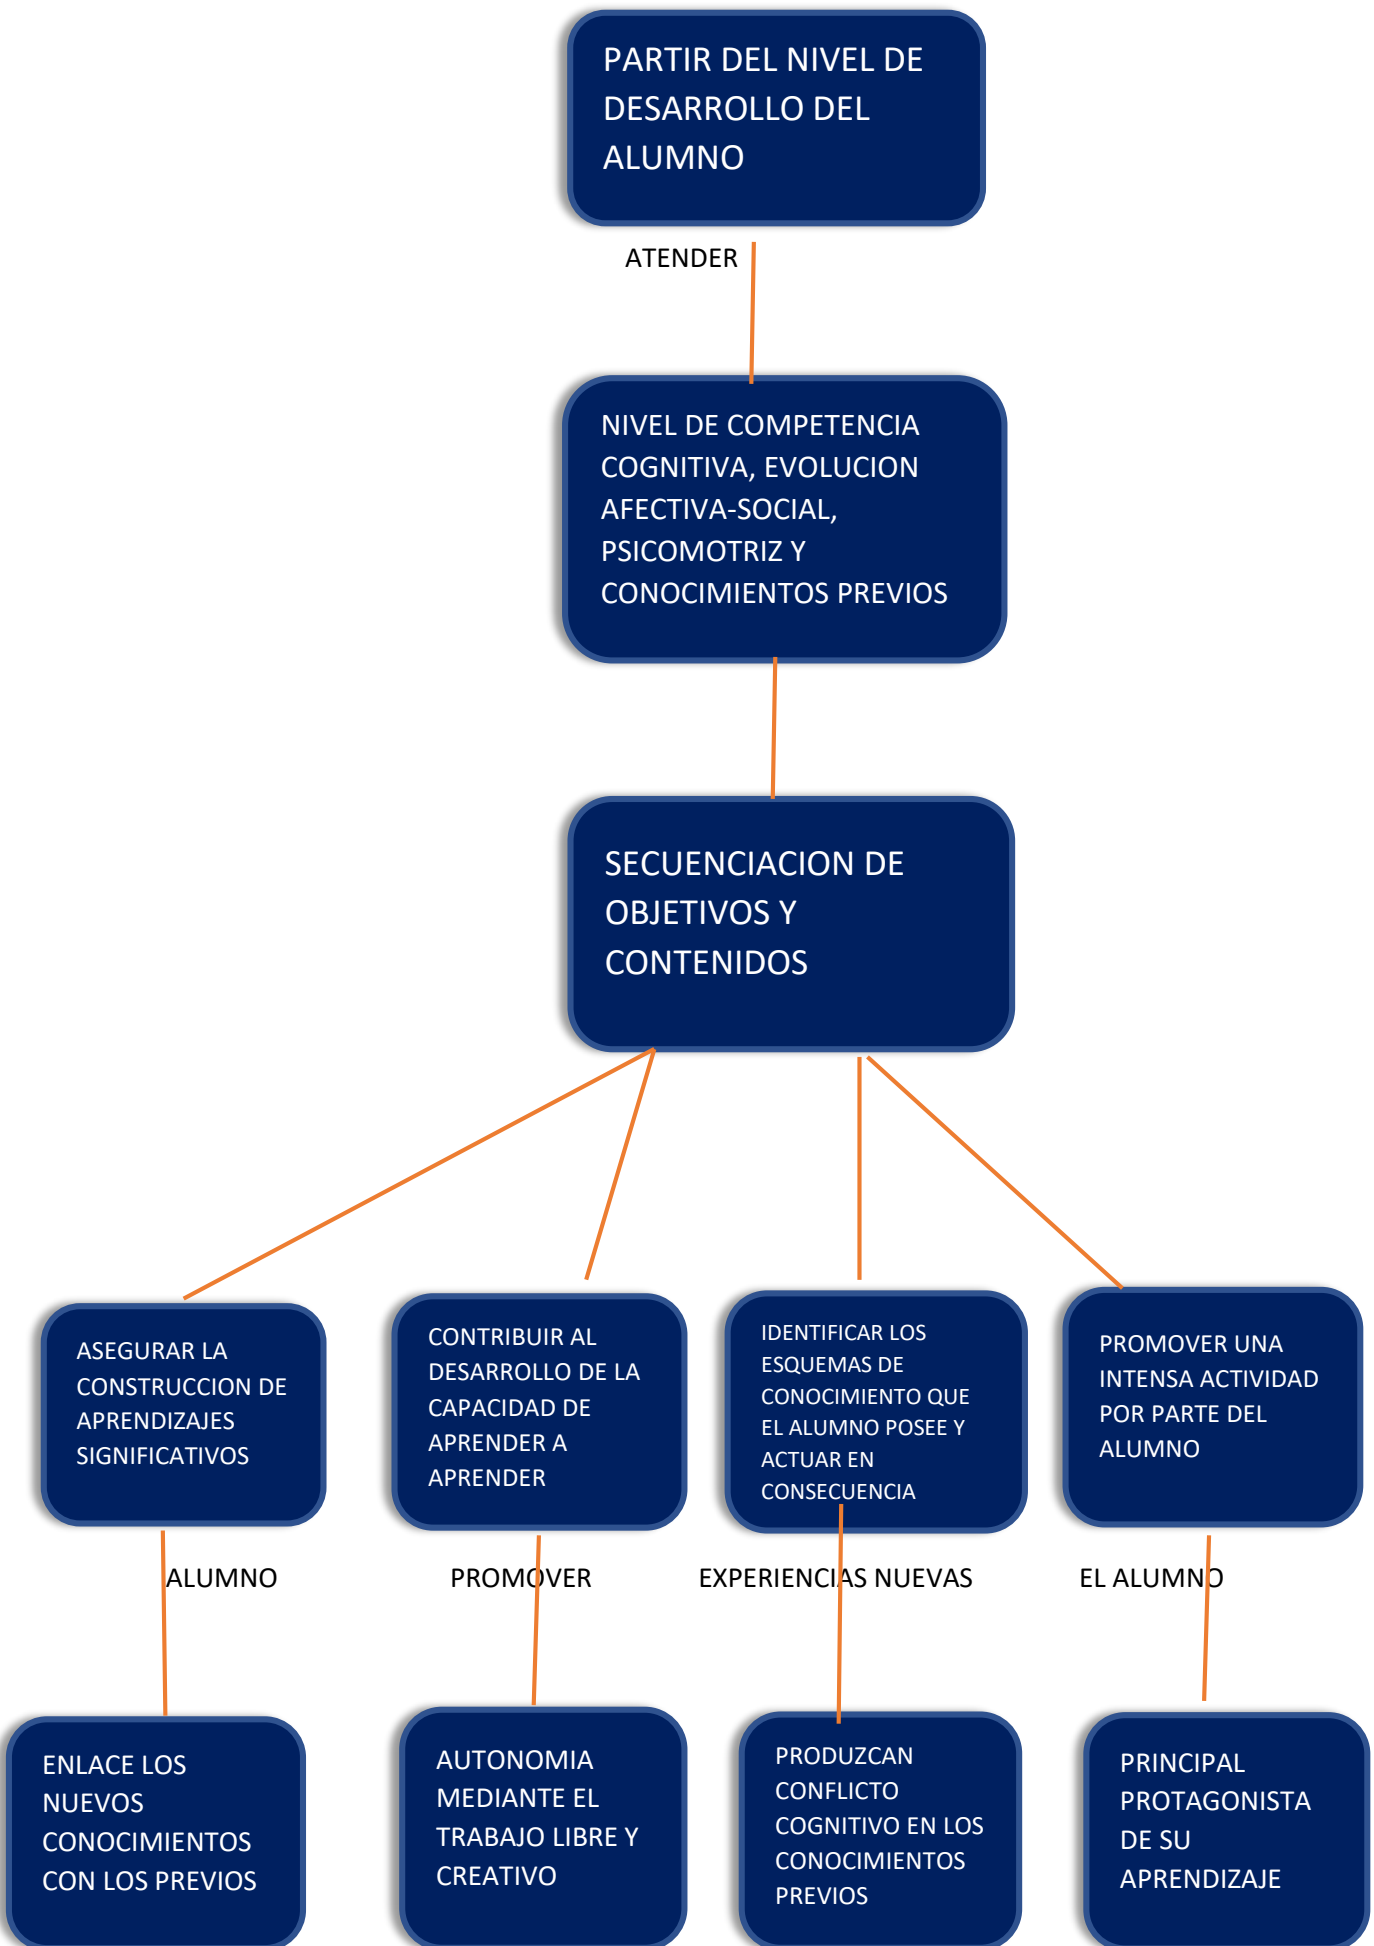 PARTIR DEL NIVEL DE
DESARROLLO DEL
ALUMNO
ATENDER
NIVEL DE COMPETENCIA
COGNITIVA, EVOLUCION
AFECTIVA-SOCIAL,
PSICOMOTRIZ Y
CONOCIMIENTOS PREVIOS
SECUENCIACION DE
OBJETIVOS Y
CONTENIDOS
ASEGURAR LA
CONSTRUCCION DE
APRENDIZAJES
SIGNIFICATIVOS
CONTRIBUIR AL
DESARROLLO DE LA
CAPACIDAD DE
APRENDER A
APRENDER
IDENTIFICAR LOS
ESQUEMAS DE
CONOCIMIENTO QUE
EL ALUMNO POSEE Y
ACTUAR EN
CONSECUENCIA
PROMOVER UNA
INTENSA ACTIVIDAD
POR PARTE DEL
ALUMNO
ALUMNO
PROMOVER
EXPERIENCIAS NUEVAS
EL ALUMNO
ENLACE LOS
NUEVOS
CONOCIMIENTOS
CON LOS PREVIOS
AUTONOMIA
MEDIANTE EL
TRABAJO LIBRE Y
CREATIVO
PRODUZCAN
CONFLICTO
COGNITIVO EN LOS
CONOCIMIENTOS
PREVIOS
PRINCIPAL
PROTAGONISTA
DE SU
APRENDIZAJE